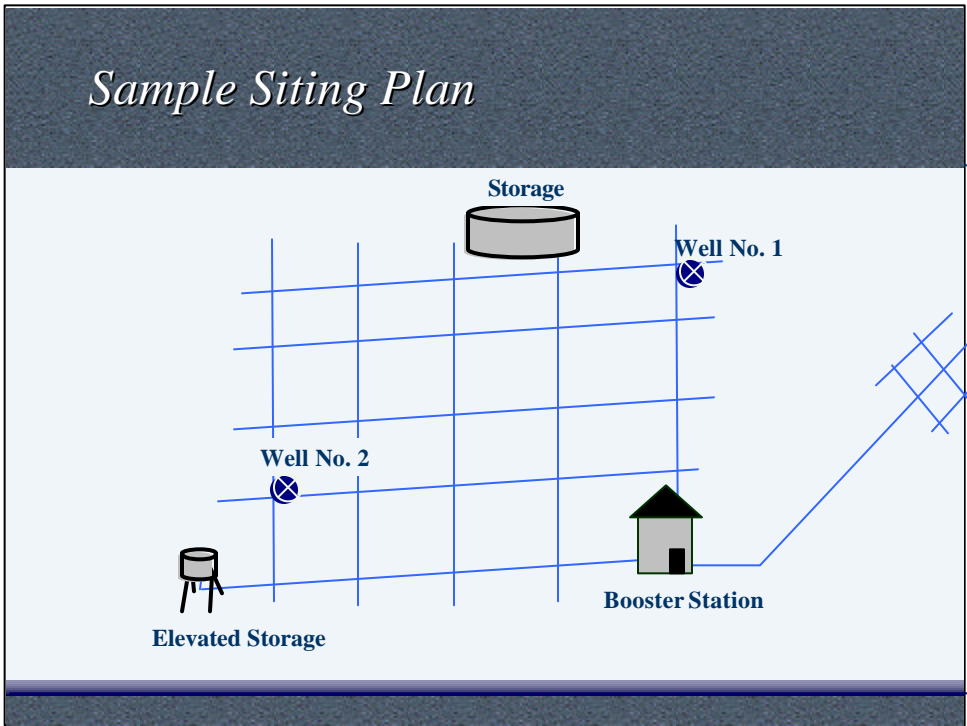 Sample Siting Plan
Storage
Well No. 1
Well No. 2
Booster Station
Elevated Storage